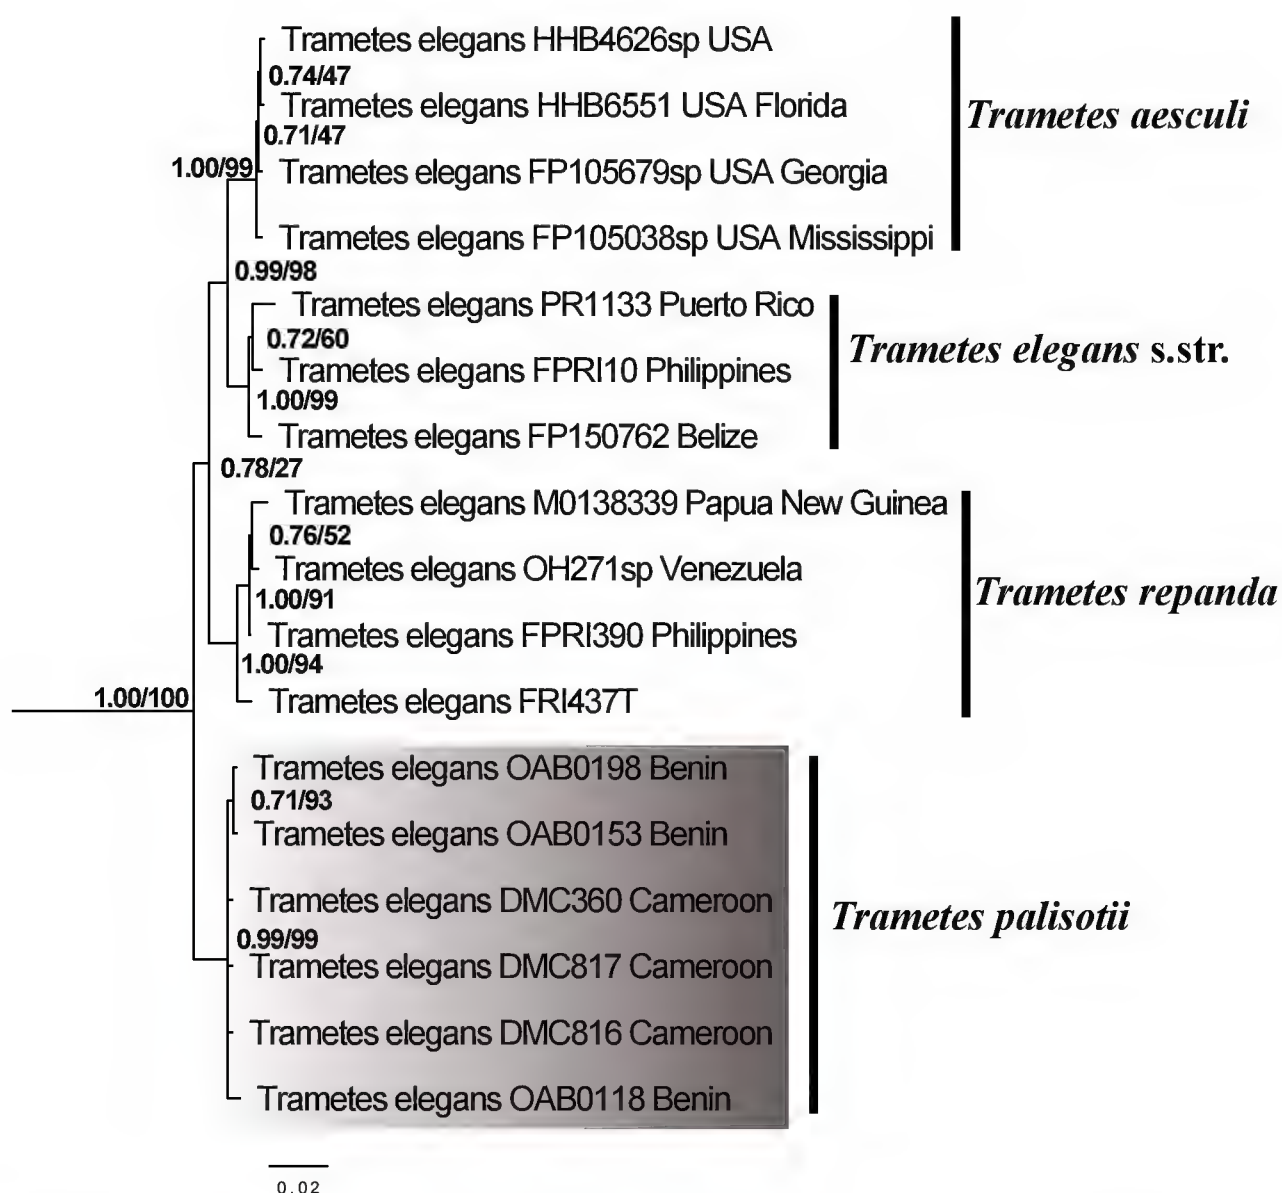 Trametes elegans HHB4626sp USA
0.74/47
Trametes elegans HHB6551 USA Florida
Trametes aesculi
0.71/47
1.00/99
Trametes elegans FP105679sp USA Georgia
Trametes elegans FP105038sp USA Mississippi
0.99/98
Trametes elegans PR1133 Puerto Rico
0.72/60
Trametes elegans s.str.
Trametes elegans FPRI10 Philippines
1.00/99
Trametes elegans FP150762 Belize
0.78/27
Trametes elegans M0138339 Papua New Guinea
0.76/52
Trametes elegans OH271sp Venezuela
Trametes repanda
1.00/91
Trametes elegans FPRI390 Philippines
1.00/94
1.00/100
Trametes elegans FRI437T
Trametes elegans OAB0198 Benin
0.71/93
Trametes elegans OAB0153 Benin
Trametes elegans DMC360 Cameroon
Trametes palisotii
0.99/99
Trametes elegans DMC817 Cameroon
Trametes elegans DMC816 Cameroon
Trametes elegans OAB0118 Benin
0.02